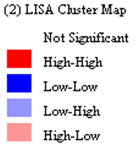 (2) LISA Cluster Map
Not Significant
High-High
Low-Low
Low-High
High-Low